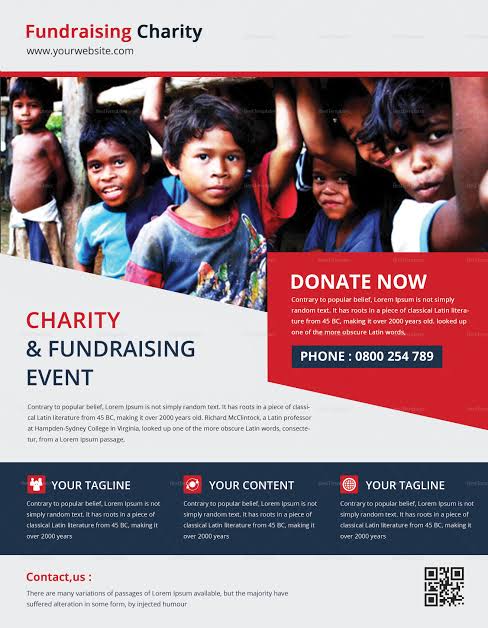 Fundraising Charity
www.yourwebsite.com
DONATE NOW
Contrary to popular belief, Lorem Ipsum is not simply
random text. It has roots in a piece of classical Latin litera-
ture from 45 BC, making it over 2000 years old. looked up
one of the more obscure Latin words,
PHONE : 0800 254 789
CHARITY
& FUNDRAISING
EVENT
Contrary to popular belief, Lorem Ipsum is not simply random text. It has roots in a piece of classi-
cal Latin literature from 45 BC, making it over 2000 years old. Richard McClintock, a Latin professor
at Hampden-Sydney College in Virginia, looked up one of the more obscure Latin words, consecte-
tur, from a Lorem Ipsum passage,
YOUR TAGLINE
Contrary to popular belief, Lorem Ipsum is not
simply random text. It has roots in a piece of
classical Latin literature from 45 BC, making it
over 2000 years
YOUR CONTENT
Contrary to popular belief, Lorem Ipsum is not
simply random text. It has roots in a piece of
classical Latin literature from 45 BC, making it
over 2000 years
YOUR TAGLINE
Contrary to popular belief, Lorem Ipsum is not
simply random text. It has roots in a piece of
classical Latin literature from 45 BC, making it
over 2000 years
Contact,us :
There are many variations of passages of Lorem Ipsum available, but the majority have
suffered alteration in some form, by injected humour